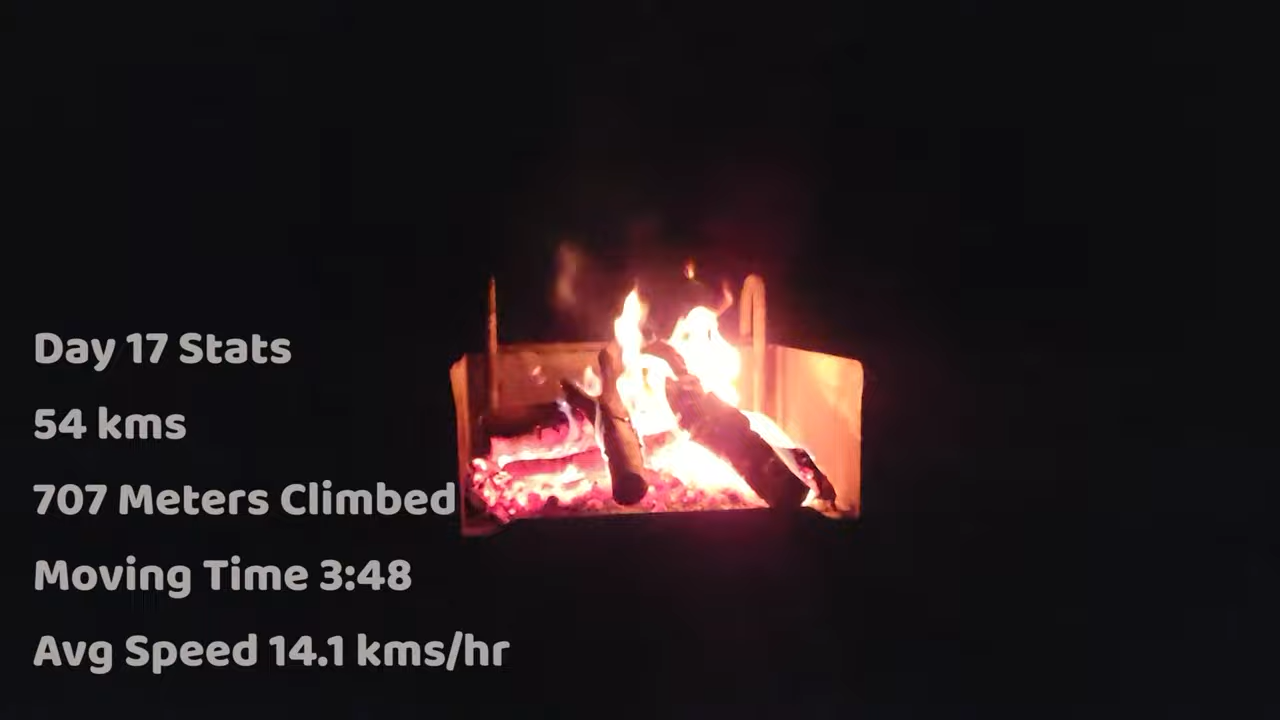 Day 17 Stats
54 kms
707 Meters Climbed
Moving Time 3:48
Avg Speed 14.1 kms/hr